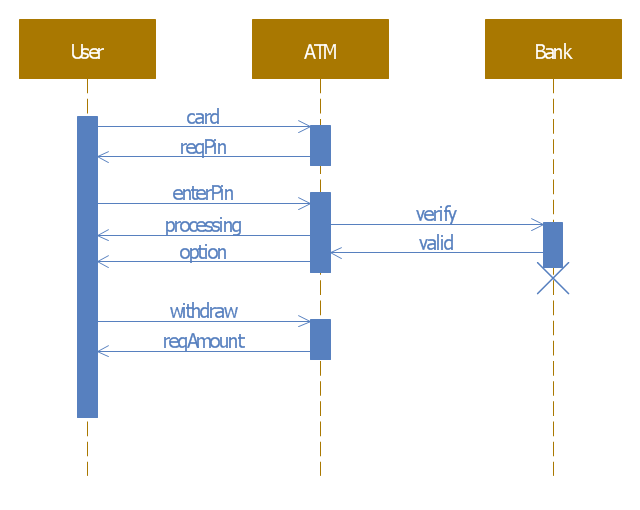 User
ATM
Bank
card
reqPin
enterPin
verify
processing
valid
option
withdraw
reqAmount